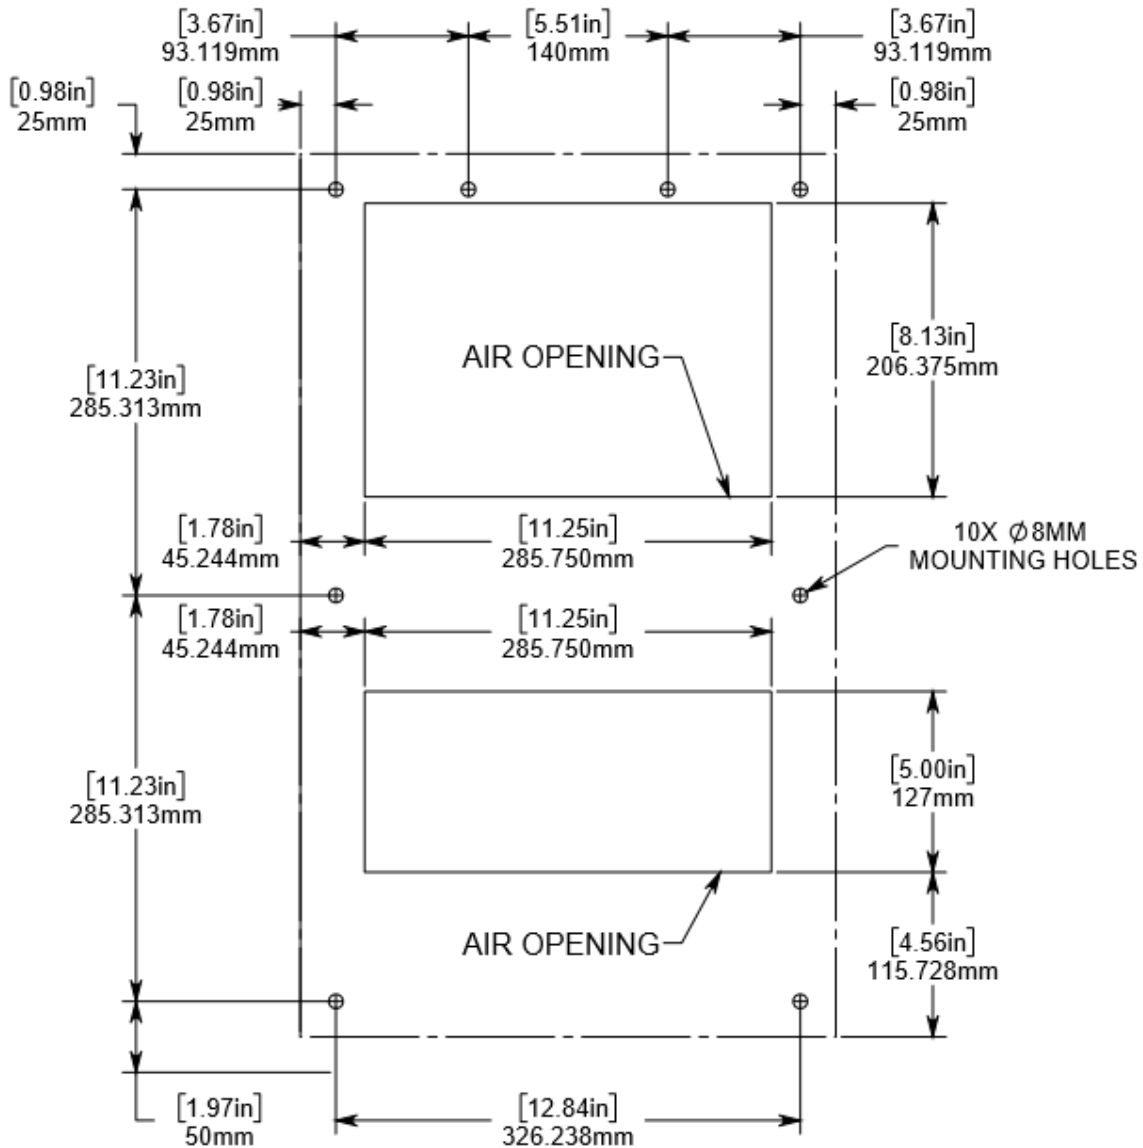 [3.67in]
93.119mm
[5.51in]
140mm
[3.67in]
93.119mm
[0.98in]
25mm
[0.98in]
25mm
[0.98in]
25mm
[8.13in]
206.375mm
AIR OPENING
[11.23in]
285.313mm
[1.78in]
45.244mm
[11.25in]
285.750mm
10X Ø8MM
MOUNTING HOLES
[1.78in]
45.244mm
[11.25in]
285.750mm
[11.23in]
285.313mm
[5.00in]
127mm
AIR OPENING
[4.56in]
115.728mm
[1.97in]
50mm
[12.84in]
326.238mm